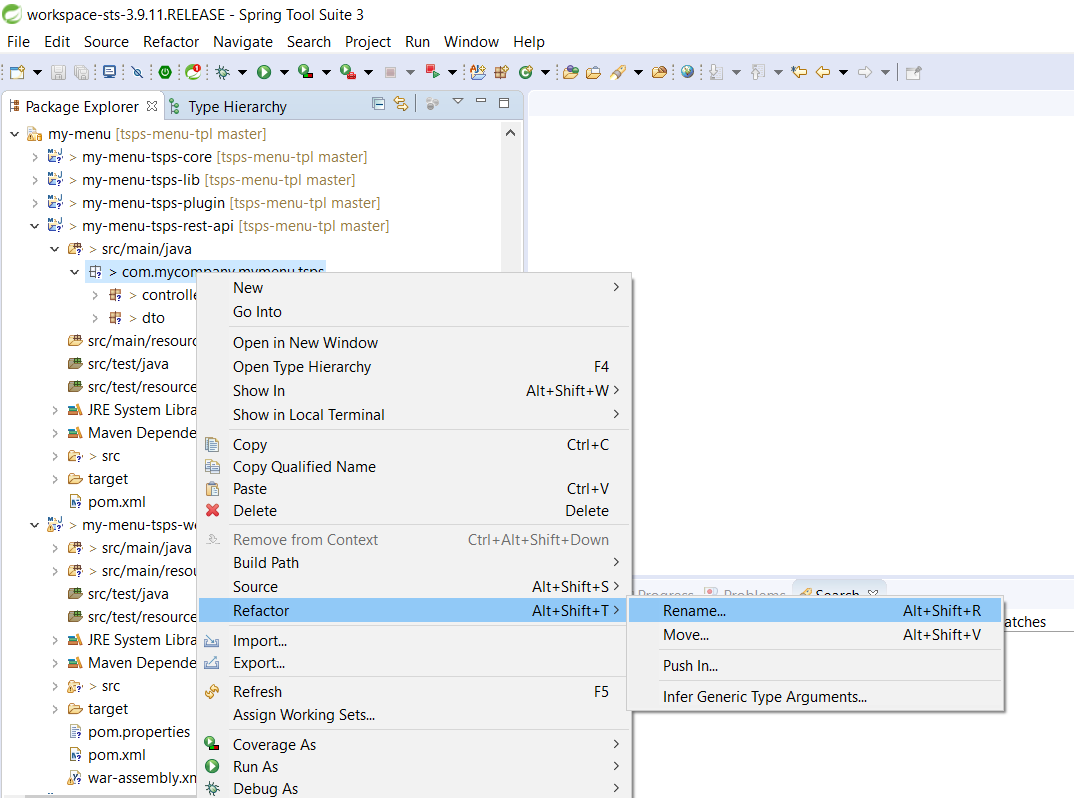 workspace-sts-3.9.11.RELEASE - Spring Tool Suite 3
File Edit Source Refactor Navigate Search Project Run Window Help
Package Explorer Type Hierarchy
my-menu [tsps-menu-tpl master]
> my-menu-tsps-core [tsps-menu-tpl master]
> my-menu-tsps-lib [tsps-menu-tpl master]
> my-menu-tsps-plugin [tsps-menu-tpl master]
> my-menu-tsps-rest-api [tsps-menu-tpl master]
> src/main/java
> com.mycompany.mymenu.tsps
> controlle
> dto
src/main/resourc
src/test/java
src/test/resource
JRE System Libra
Maven Depende
> src
target
pom.xml
> my-menu-tsps-we
> src/main/java
> src/main/resou
src/test/java
src/test/resource
JRE System Libra
Maven Depende
> src
target
pom.properties
pom.xml
war-assembly.xm
New
Go Into
Open in New Window
Open Type Hierarchy F4
Show In Alt+Shift+W
Show in Local Terminal
Copy Ctrl+C
Copy Qualified Name
Paste Ctrl+V
Delete Delete
Remove from Context Ctrl+Alt+Shift+Down
Build Path
Source Alt+Shift+S
Refactor Alt+Shift+T
Import...
Export...
Refresh F5
Assign Working Sets...
Coverage As
Run As
Debug As
Progress Problems Search
Rename... Alt+Shift+R
Move... Alt+Shift+V
Push In...
Infer Generic Type Arguments...
atches